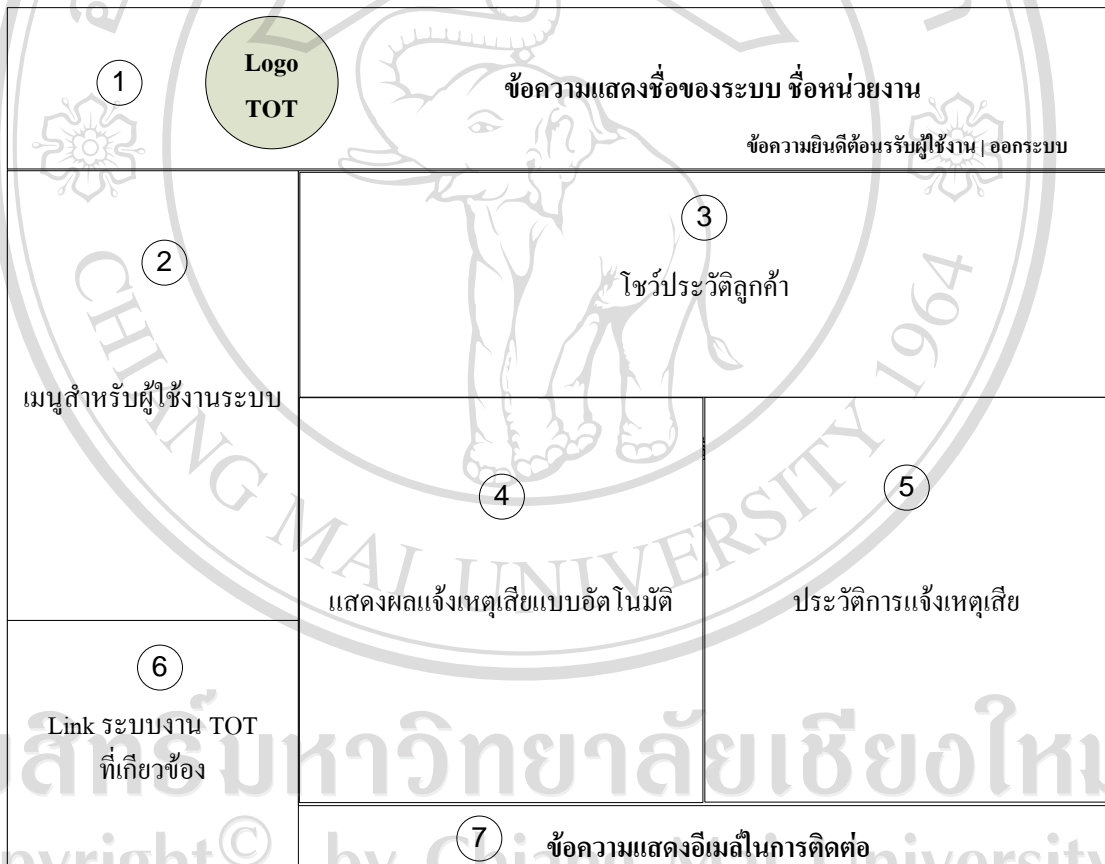 1
Logo
TOT
ข้อความแสดงชื่อของระบบ ชื่อหน่วยงาน
ข้อความยินดีต้อนรรับผู้ใช้งาน | ออกระบบ
2
เมนูสำหรับผู้ใช้งานระบบ
3
โชว์ประวัติลูกค้า
4
แสดงผลแจ้งเหตุเสียแบบอัตโนมัติ
5
ประวัติการแจ้งเหตุเสีย
6
Link ระบบงาน TOT
ที่เกียวข้อง
7
ข้อความแสดงอีเมล์ในการติดต่อ
CHIANG MAI UNIVERSITY 1964
มหาวิทยาลัยเชียงใหม
by Chiang Mai University